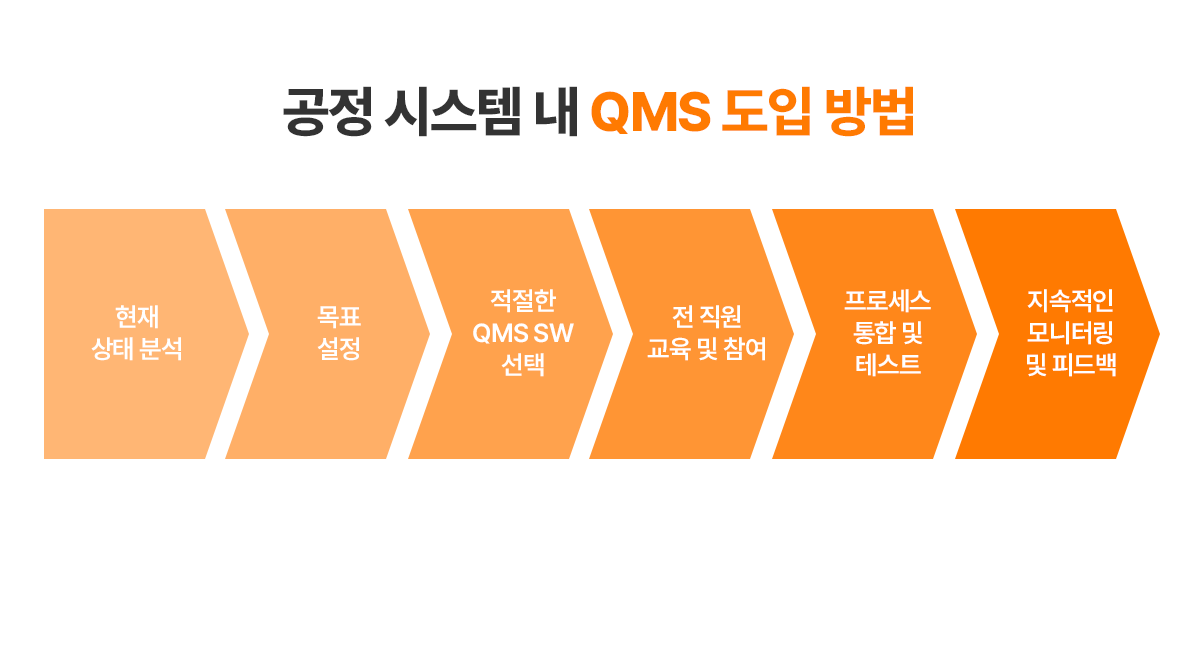 공정 시스템 내 QMS 도입 방법
현재
상태 분석
목표
설정
적절한
QMS SW
선택
전 직원
교육 및 참여
프로세스
통합 및
테스트
지속적인
모니터링
및 피드백